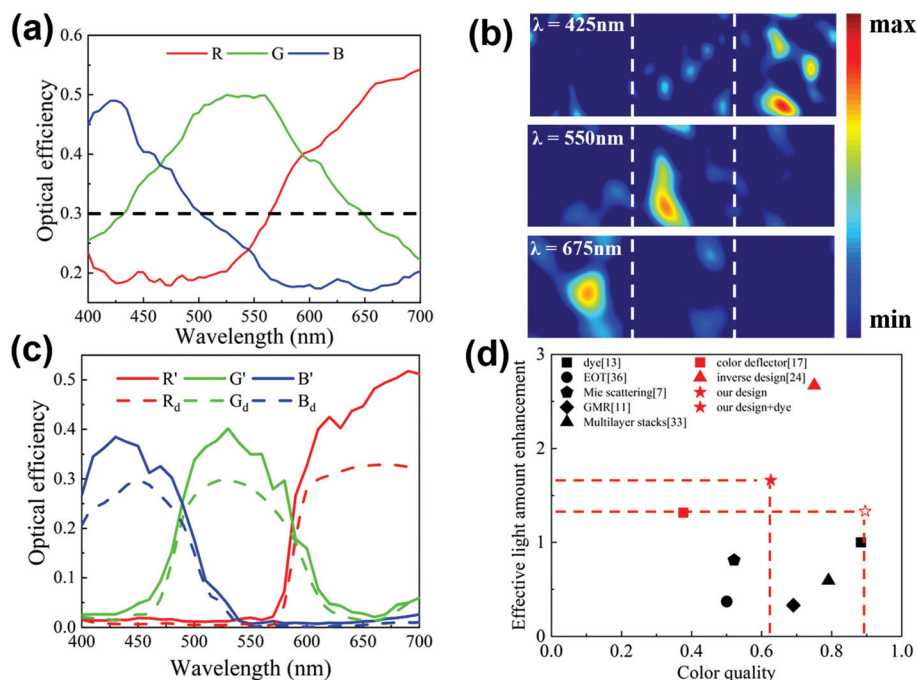 (a)
0.6
R G B
0.5
0.4
0.3
0.2
Optical efficiency
400 450 500 550 600 650 700
Wavelength (nm)
(b)
λ = 425nm
λ = 550nm
λ = 675nm
max
min
(c)
0.5
0.4
0.3
0.2
0.1
0.0
R' G' B'
Rd Gd Bd
Optical efficiency
400 450 500 550 600 650 700
Wavelength (nm)
(d)
3
2
1
0
dye[13]
EOT[36]
Mie scattering[7]
GMR[11]
Multilayer stacks[33]
color deflector[17]
inverse design[24]
our design
our design+dye
Effective light amount enhancement
0.0 0.2 0.4 0.6 0.8 1.0
Color quality